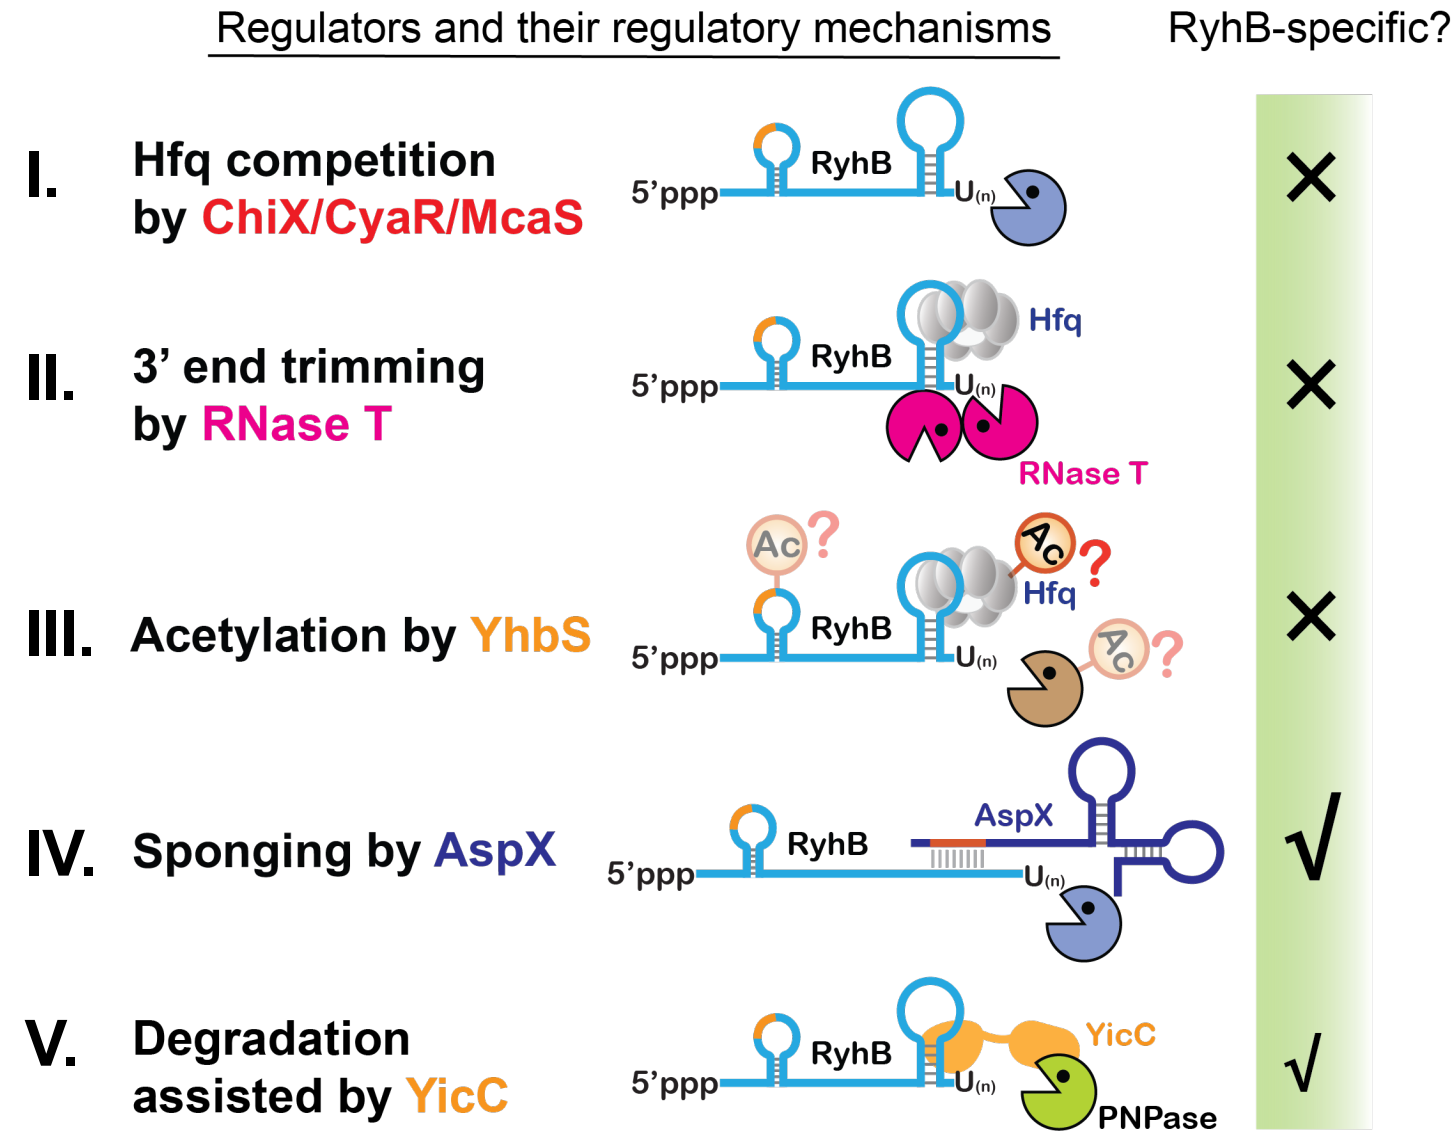 Regulators and their regulatory mechanisms
RyhB-specific?
I.
Hfq competition
by ChiX/CyaR/McaS
5’ppp
RyhB
U(n)
×
II.
3’ end trimming
by RNase T
5’ppp
RyhB
U(n)
Hfq
RNase T
×
III.
Acetylation by YhbS
Ac
?
5’ppp
RyhB
U(n)
Ac
?
Hfq
Ac
?
×
IV.
Sponging by AspX
5’ppp
RyhB
AspX
U(n)
√
V.
Degradation
assisted by YicC
5’ppp
RyhB
U(n)
YicC
PNPase
√